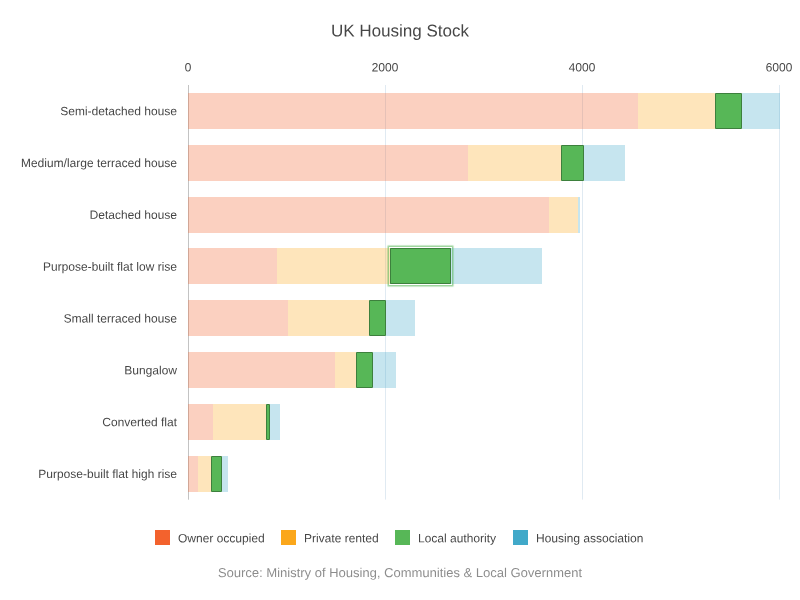 UK Housing Stock
0 2000 4000 6000
Semi-detached house
Medium/large terraced house
Detached house
Purpose-built flat low rise
Small terraced house
Bungalow
Converted flat
Purpose-built flat high rise
Owner occupied Private rented Local authority Housing association
Source: Ministry of Housing, Communities & Local Government